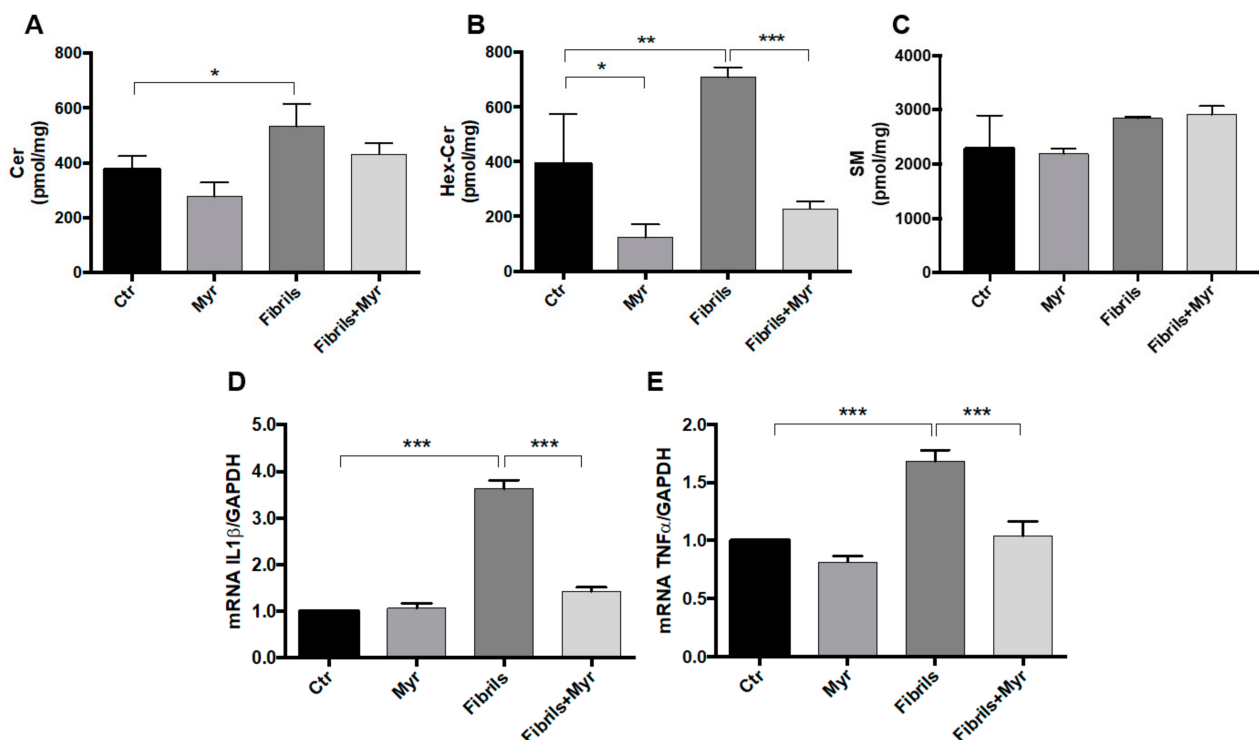 A
Cer
(pmol/mg)
800
600
400
200
0
*
Ctr
Myr
Fibrils
Fibrils+Myr
B
Hex-Cer
(pmol/mg)
800
600
400
200
0
**
***
*
Ctr
Myr
Fibrils
Fibrils+Myr
C
SM
(pmol/mg)
4000
3000
2000
1000
0
Ctr
Myr
Fibrils
Fibrils+Myr
D
mRNA IL1β/GAPDH
5.0
4.0
3.0
2.0
1.0
0.0
***
***
Ctr
Myr
Fibrils
Fibrils+Myr
E
mRNA TNFα/GAPDH
2.0
1.5
1.0
0.5
0.0
***
***
Ctr
Myr
Fibrils
Fibrils+Myr